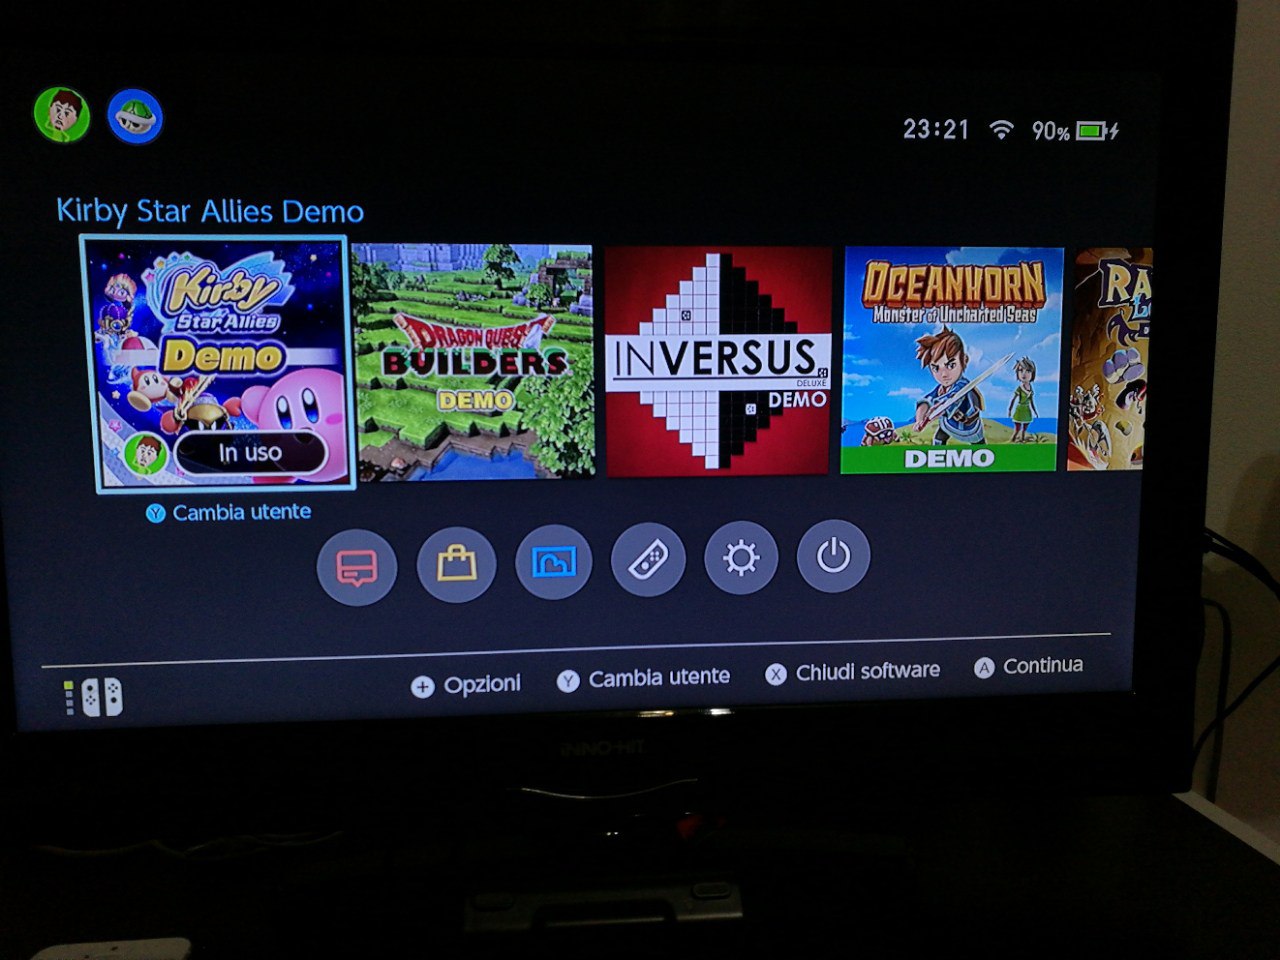 23:21 90%
Kirby Star Allies Demo
Kirby
Star Allies
Demo
In uso
DRAGON QUEST
BUILDERS
DEMO
INVERSUS
DELUXE
DEMO
OCEANHORN
Monster of Uncharted Seas
DEMO
RA
Y Cambia utente
+ Opzioni Y Cambia utente X Chiudi software A Continua
INNO-HIT